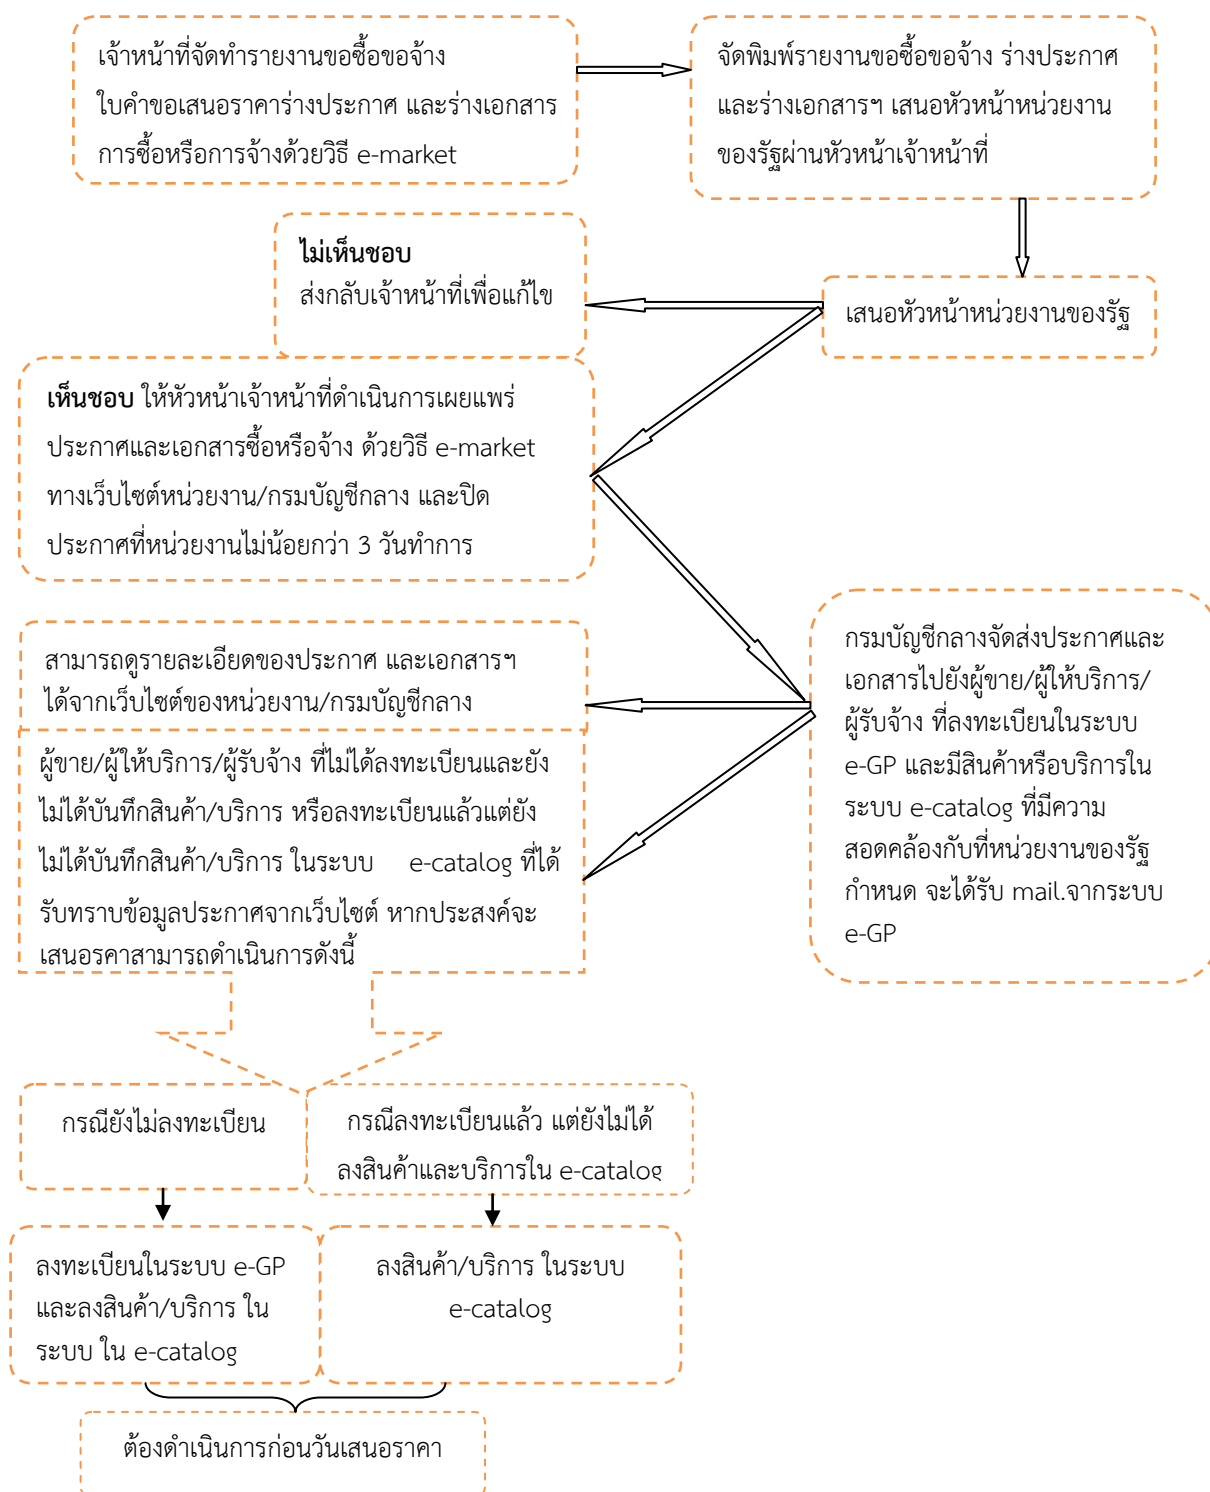 เจ้าหน้าที่จัดทำรายงานขอซื้อขอจ้าง
ใบคำขอเสนอราคาร่างประกาศ และร่างเอกสาร
การซื้อหรือการจ้างด้วยวิธี e-market
จัดพิมพ์รายงานขอซื้อขอจ้าง ร่างประกาศ
และร่างเอกสารฯ เสนอหัวหน้าหน่วยงาน
ของรัฐผ่านหัวหน้าเจ้าหน้าที่
ไม่เห็นชอบ
ส่งกลับเจ้าหน้าที่เพื่อแก้ไข
เสนอหัวหน้าหน่วยงานของรัฐ
เห็นชอบ ให้หัวหน้าเจ้าหน้าที่ดำเนินการเผยแพร่
ประกาศและเอกสารซื้อหรือจ้าง ด้วยวิธี e-market
ทางเว็บไซต์หน่วยงาน/กรมบัญชีกลาง และปิด
ประกาศที่หน่วยงานไม่น้อยกว่า 3 วันทำการ
กรมบัญชีกลางจัดส่งประกาศและ
เอกสารไปยังผู้ขาย/ผู้ให้บริการ/
ผู้รับจ้าง ที่ลงทะเบียนในระบบ
e-GP และมีสินค้าหรือบริการใน
ระบบ e-catalog ที่มีความ
สอดคล้องกับที่หน่วยงานของรัฐ
กำหนด จะได้รับ mail.จากระบบ
e-GP
สามารถดูรายละเอียดของประกาศ และเอกสารฯ
ได้จากเว็บไซต์ของหน่วยงาน/กรมบัญชีกลาง
ผู้ขาย/ผู้ให้บริการ/ผู้รับจ้าง ที่ไม่ได้ลงทะเบียนและยัง
ไม่ได้บันทึกสินค้า/บริการ หรือลงทะเบียนแล้วแต่ยัง
ไม่ได้บันทึกสินค้า/บริการ ในระบบ e-catalog ที่ได้
รับทราบข้อมูลประกาศจากเว็บไซต์ หากประสงค์จะ
เสนอรคาสามารถดำเนินการดังนี้
กรณียังไม่ลงทะเบียน
กรณีลงทะเบียนแล้ว แต่ยังไม่ได้
ลงสินค้าและบริการใน e-catalog
ลงทะเบียนในระบบ e-GP
และลงสินค้า/บริการ ใน
ระบบ ใน e-catalog
ลงสินค้า/บริการ ในระบบ
e-catalog
ต้องดำเนินการก่อนวันเสนอราคา